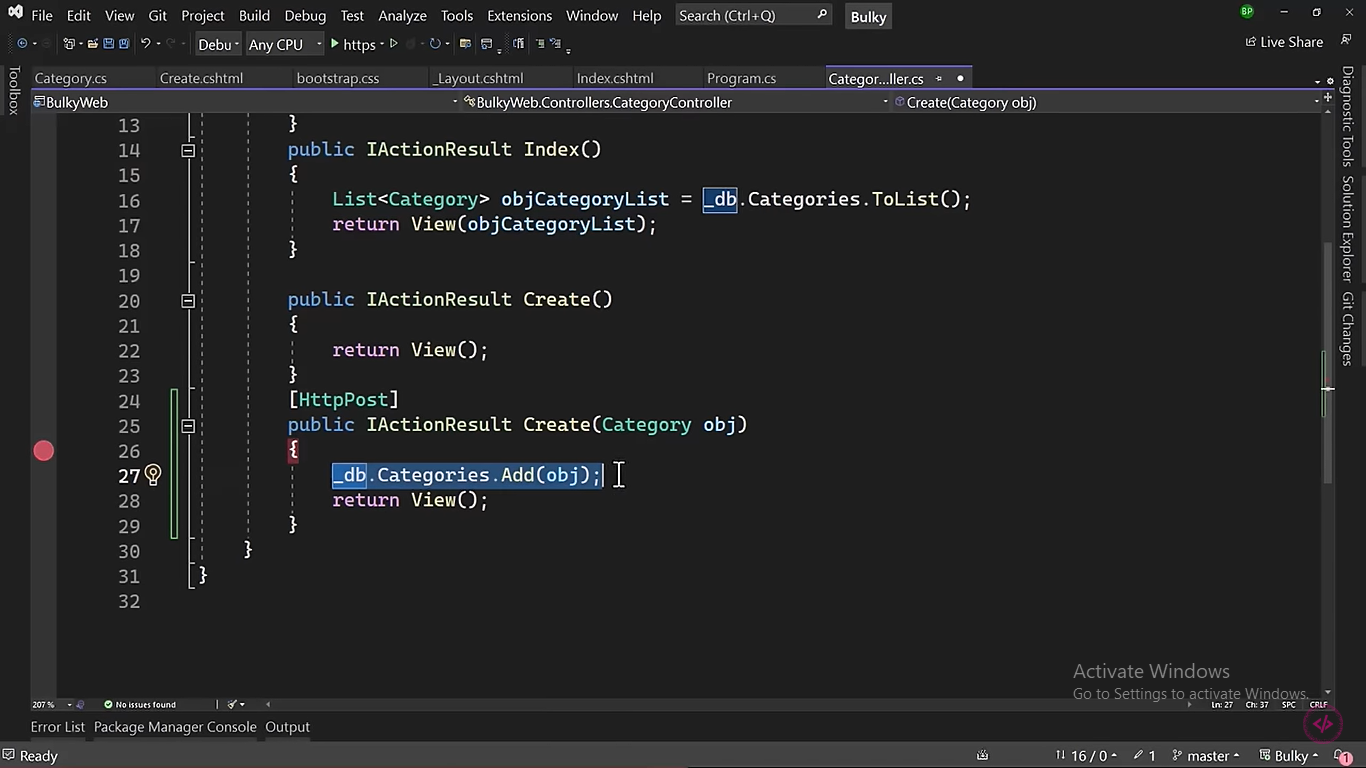 File Edit View Git Project Build Debug Test Analyze Tools Extensions Window Help Search (Ctrl+Q) Bulky BP
Debu Any CPU https Live Share
Category.cs Create.cshtml bootstrap.css _Layout.cshtml Index.cshtml Program.cs Categor...ller.cs
BulkyWeb BulkyWeb.Controllers.CategoryController Create(Category obj)
Toolbox
Diagnostic Tools
Solution Explorer
Git Changes
13 }
14 public IActionResult Index()
15 {
16 List<Category> objCategoryList = _db.Categories.ToList();
17 return View(objCategoryList);
18 }
19
20 public IActionResult Create()
21 {
22 return View();
23 }
24 [HttpPost]
25 public IActionResult Create(Category obj)
26 {
27 _db.Categories.Add(obj);
28 return View();
29 }
30 }
31 }
32
Activate Windows
Go to Settings to activate Windows.
207 % No issues found Ln: 27 Ch: 37 SPC CRLF
Error List Package Manager Console Output
Ready 16 / 0 1 master Bulky 1